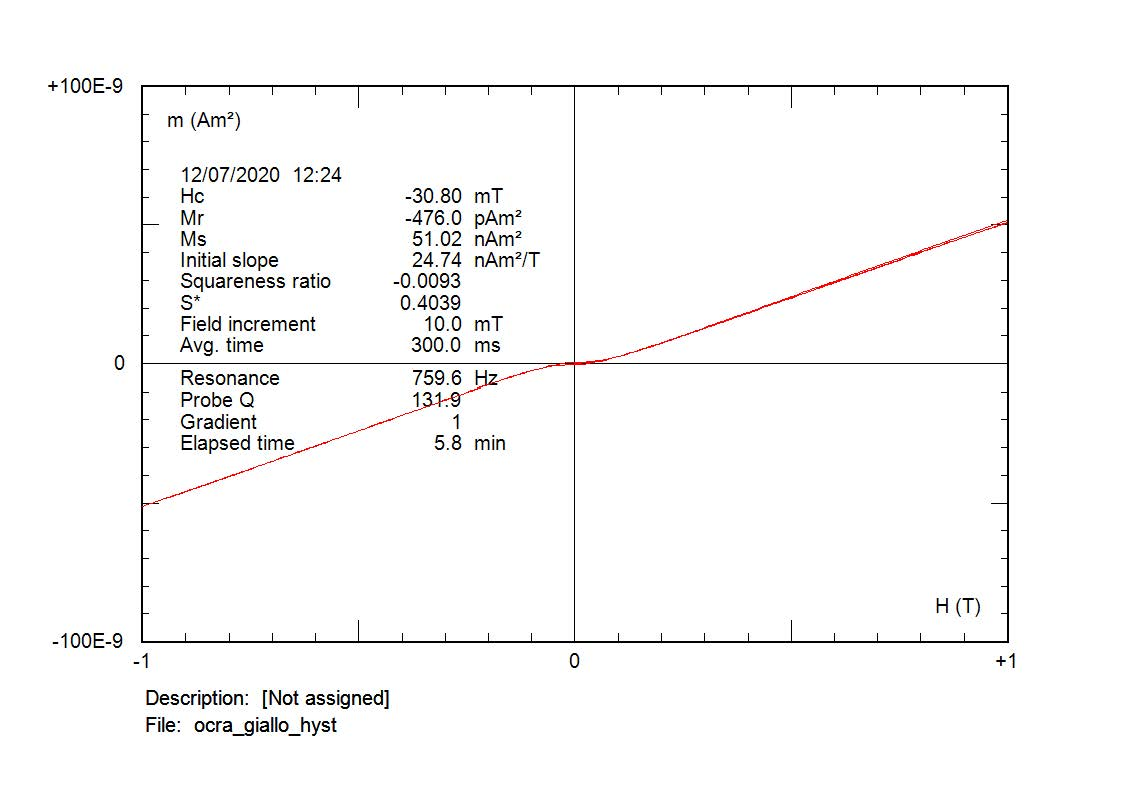 +100E-9
m (Am²)
12/07/2020 12:24
Hc -30.80 mT
Mr -476.0 pAm²
Ms 51.02 nAm²
Initial slope 24.74 nAm²/T
Squareness ratio -0.0093
S* 0.4039
Field increment 10.0 mT
Avg. time 300.0 ms
0
Resonance 759.6 Hz
Probe Q 131.9
Gradient 1
Elapsed time 5.8 min
H (T)
-100E-9
-1 0 +1
Description: [Not assigned]
File: ocra_giallo_hyst